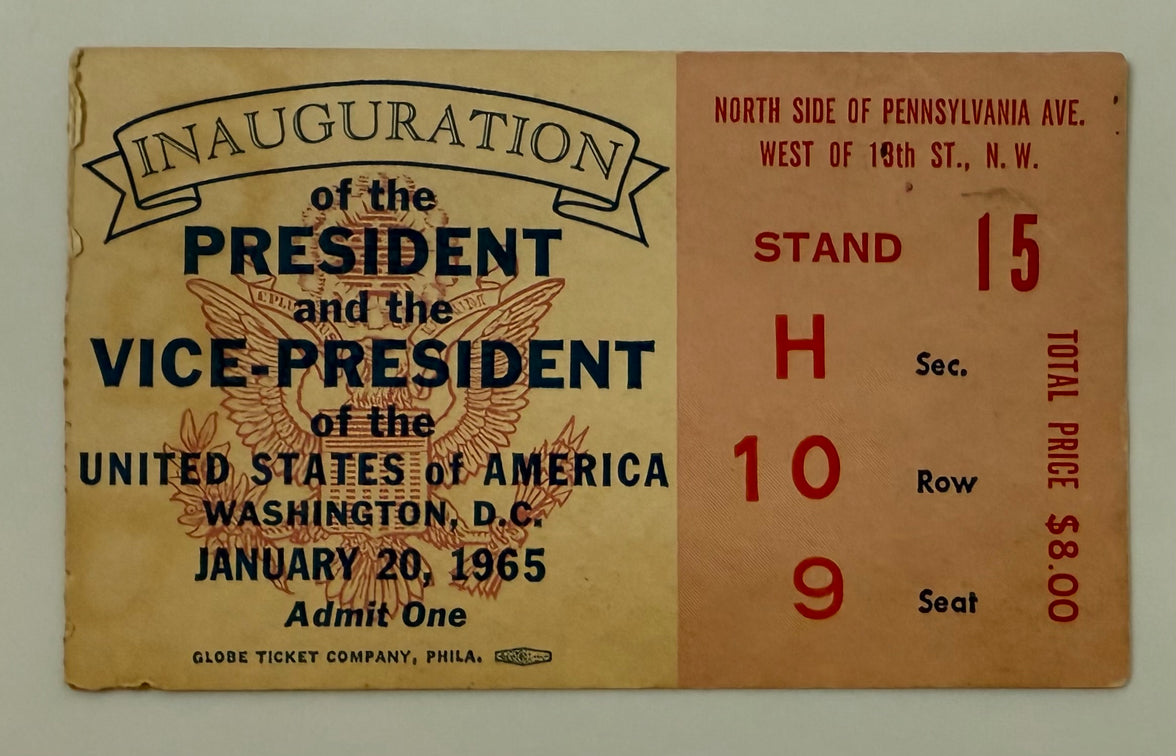 INAUGURATION
of the
PRESIDENT
and the
VICE-PRESIDENT
of the
UNITED STATES of AMERICA
WASHINGTON, D.C.
JANUARY 20, 1965
Admit One
GLOBE TICKET COMPANY, PHILA.
NORTH SIDE OF PENNSYLVANIA AVE.
WEST OF 13th ST., N. W.
STAND 15
H Sec.
10 Row
9 Seat
TOTAL PRICE $8.00